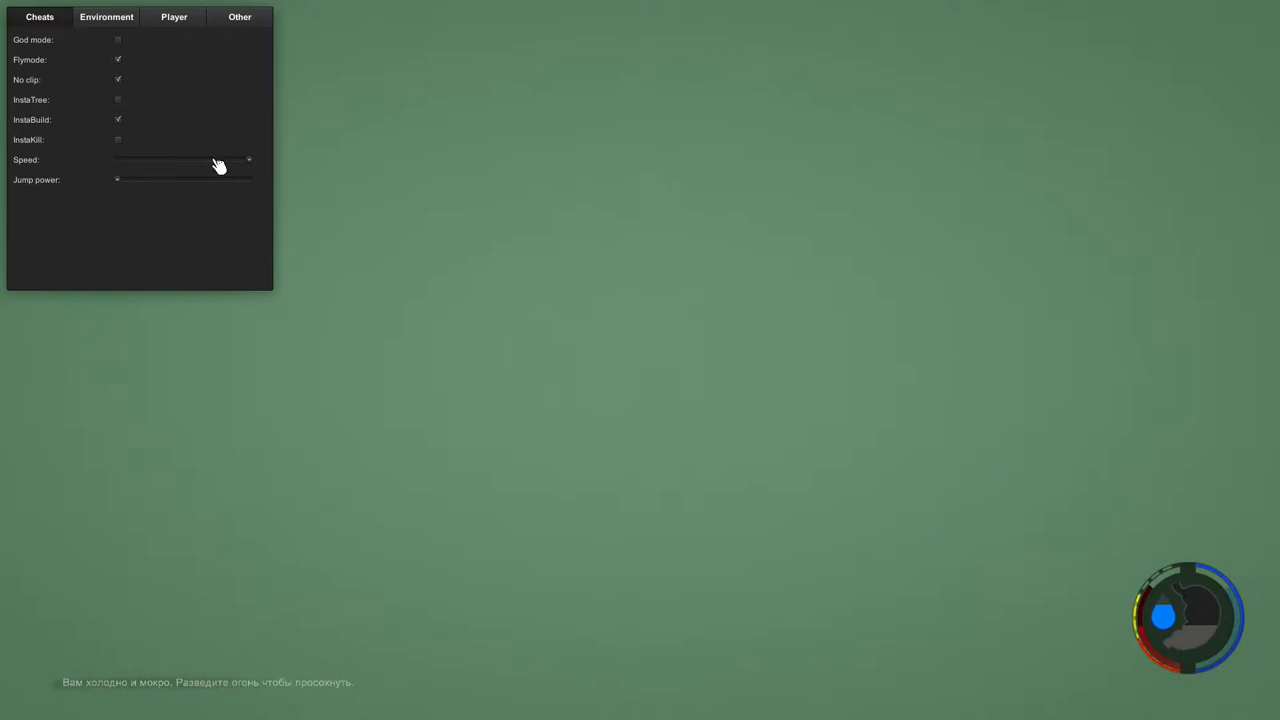 Cheats Environment Player Other
God mode:
Flymode:
No clip:
InstaTree:
InstaBuild:
InstaKill:
Speed:
Jump power:
Вам холодно и мокро. Разведите огонь чтобы просохнуть.